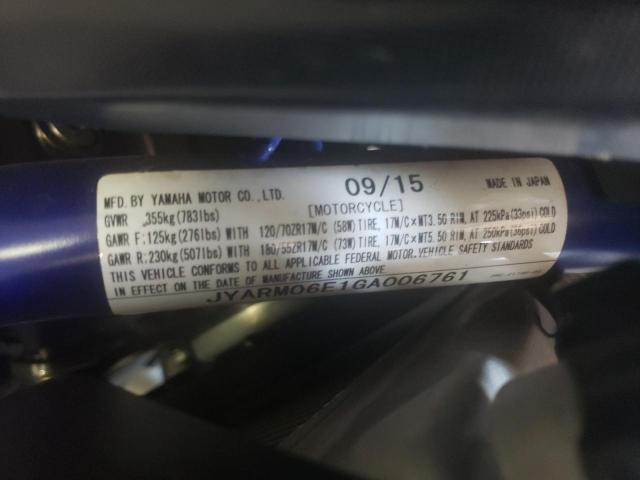 MFD. BY YAMAHA MOTOR CO.,LTD. 09/15 MADE IN JAPAN
GVWR 355kg(783lbs) [MOTORCYCLE]
GAWR F:125kg(276lbs) WITH 120/70ZR17M/C (58W) TIRE, 17M/C×MT3.50 RIM, AT 225kPa(33psi) COLD
GAWR R:230kg(507lbs) WITH 180/55ZR17M/C (73W) TIRE, 17M/C×MT5.50 RIM, AT 250kPa(36psi) COLD
THIS VEHICLE CONFORMS TO ALL APPLICABLE FEDERAL MOTOR VEHICLE SAFETY STANDARDS
IN EFFECT ON THE DATE OF MANUFACTURE SHOWN ABOVE
JYARM06E1GA006761